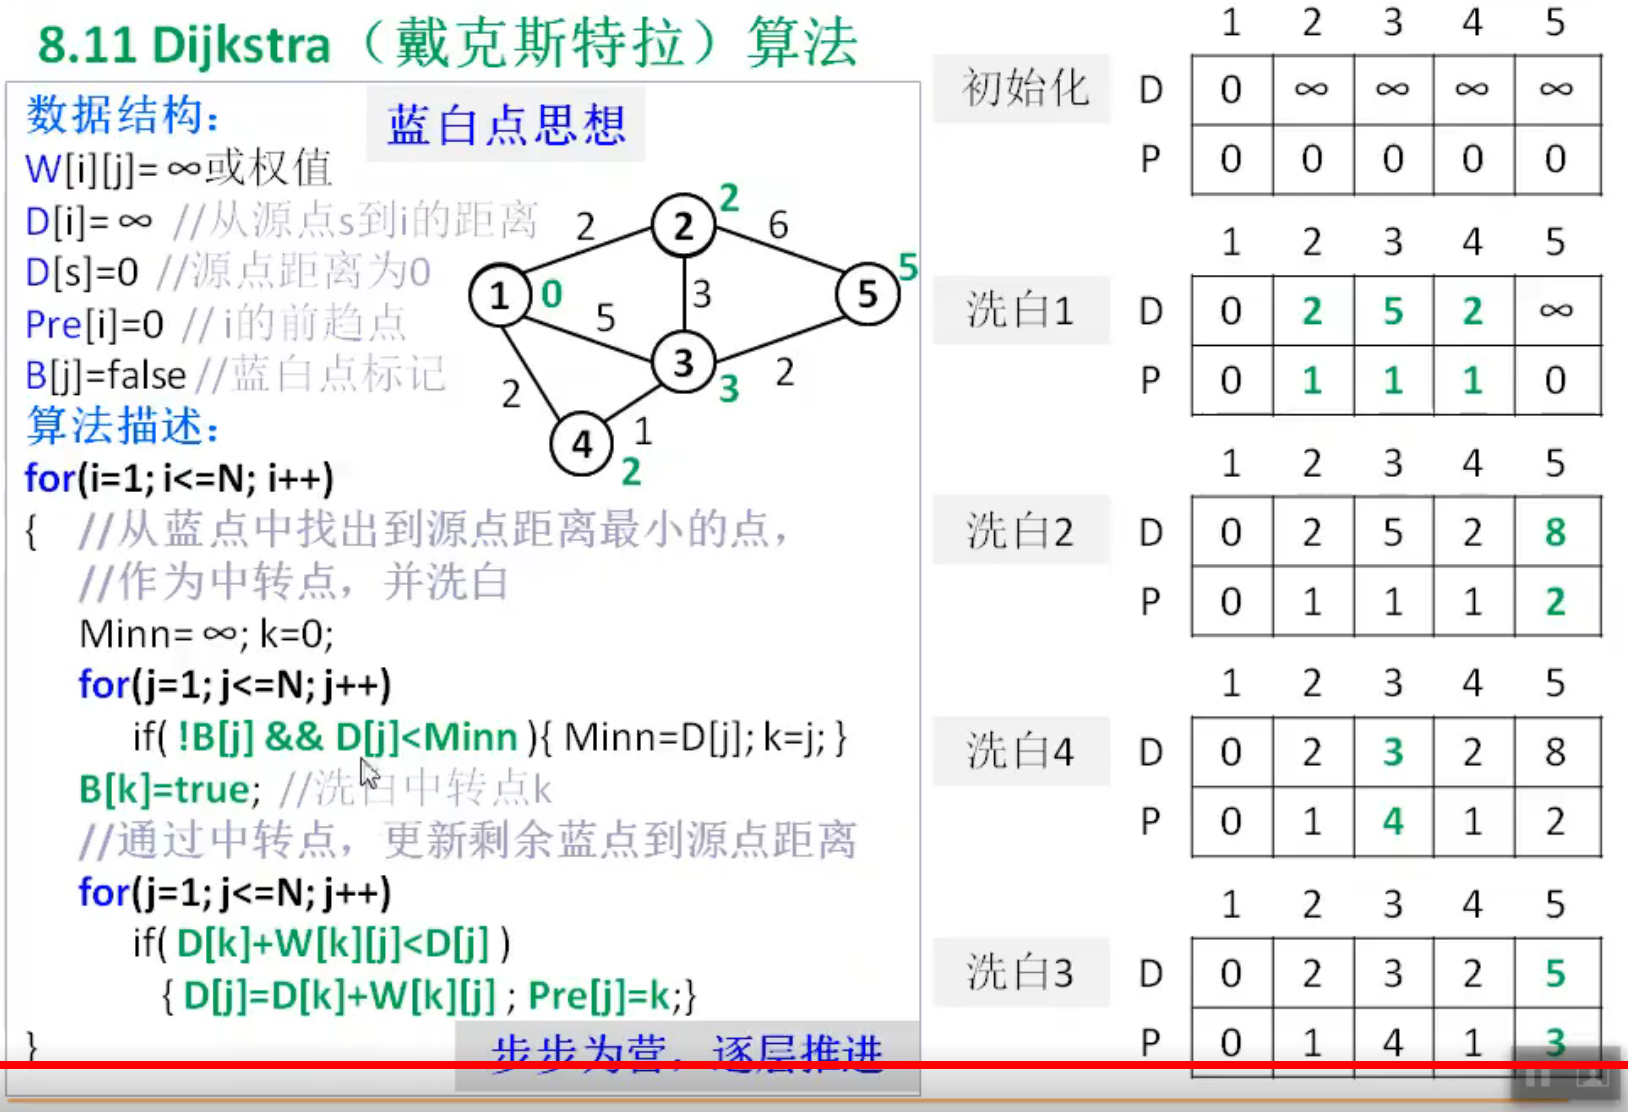 8.11 Dijkstra（戴克斯特拉）算法
数据结构：
蓝白点思想
W[i][j]= ∞或权值
D[i]= ∞ //从源点s到i的距离
D[s]=0 //源点距离为0
Pre[i]=0 // i的前趋点
B[j]=false //蓝白点标记
算法描述：
for(i=1; i<=N; i++)
{ //从蓝点中找出到源点距离最小的点，
//作为中转点，并洗白
Minn= ∞; k=0;
for(j=1; j<=N; j++)
if( !B[j] && D[j]<Minn ){ Minn=D[j]; k=j; }
B[k]=true; //洗白中转点k
//通过中转点，更新剩余蓝点到源点距离
for(j=1; j<=N; j++)
if( D[k]+W[k][j]<D[j] )
{ D[j]=D[k]+W[k][j] ; Pre[j]=k;}
}
步步为营，逐层推进
2
2 2 6
5
1 0 3 5
5
3
2 3 2
1
4
2
1 2 3 4 5
初始化 D 0 ∞ ∞ ∞ ∞
P 0 0 0 0 0
1 2 3 4 5
洗白1 D 0 2 5 2 ∞
P 0 1 1 1 0
1 2 3 4 5
洗白2 D 0 2 5 2 8
P 0 1 1 1 2
1 2 3 4 5
洗白4 D 0 2 3 2 8
P 0 1 4 1 2
1 2 3 4 5
洗白3 D 0 2 3 2 5
P 0 1 4 1 3